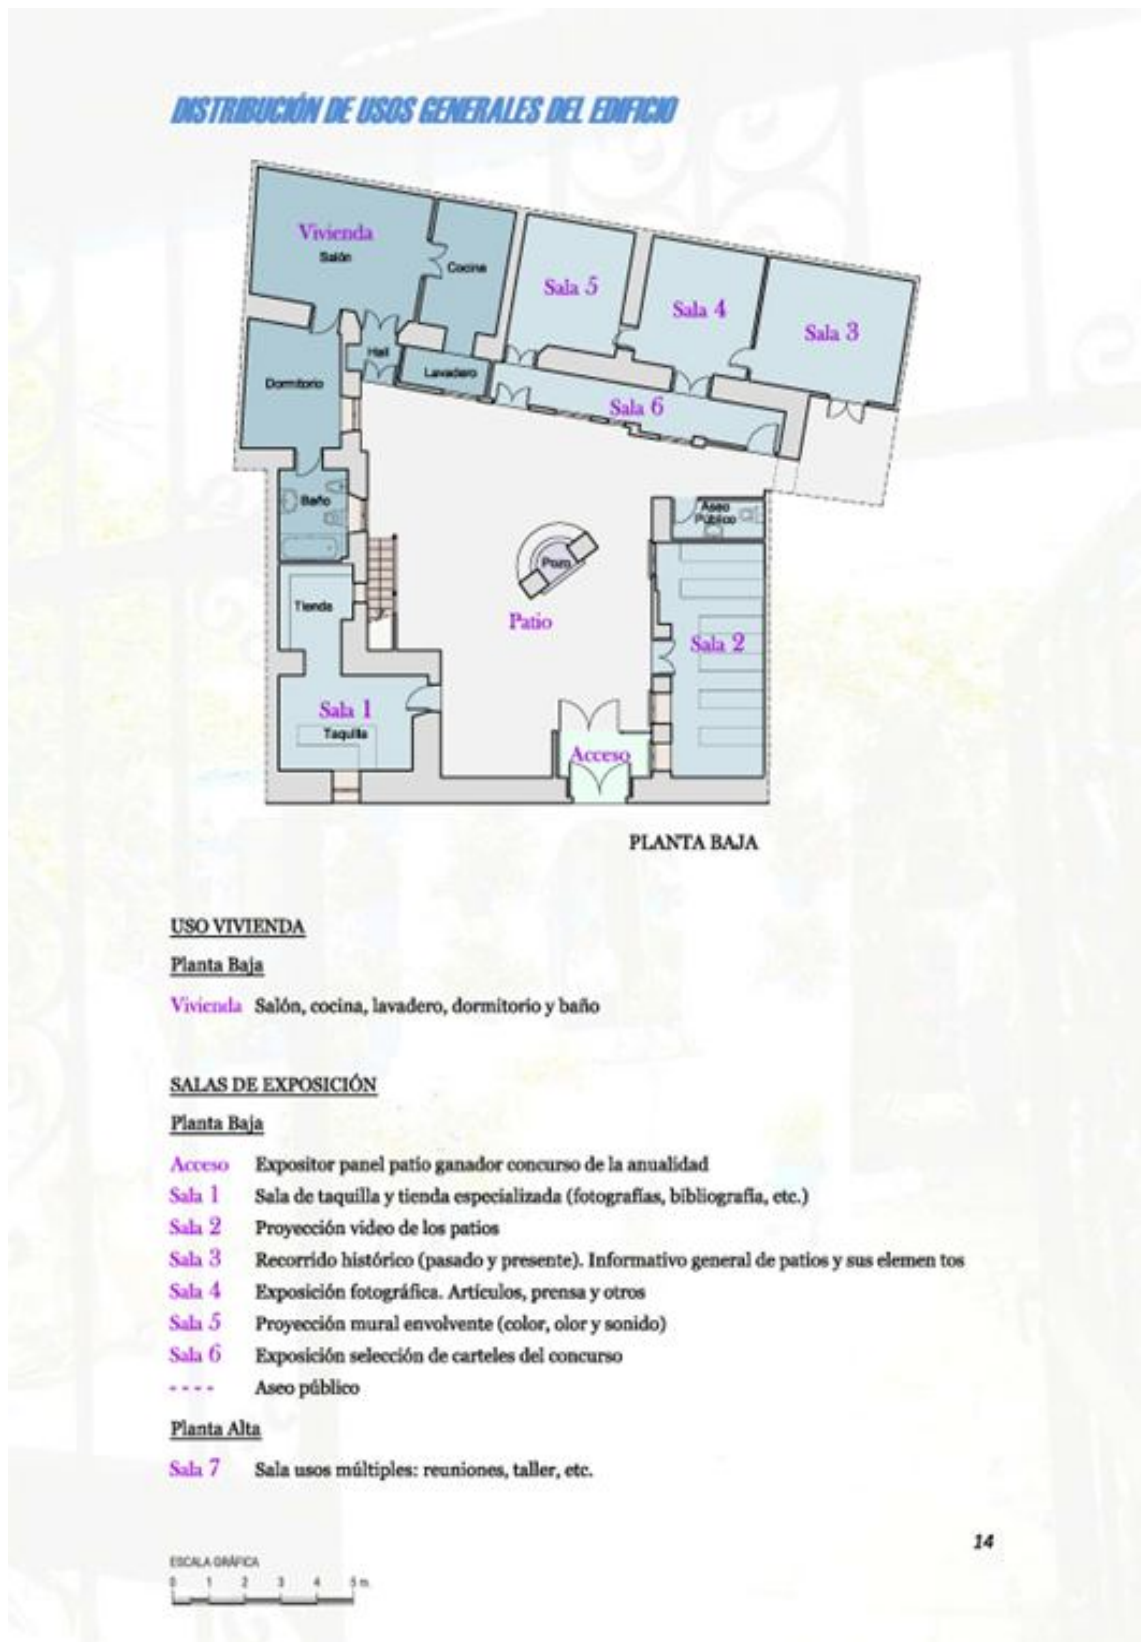 DISTRIBUCIÓN DE USOS GENERALES DEL EDIFICIO
Vivienda
Salón
Cocina
Sala 5
Sala 4
Sala 3
Hall
Lavadero
Dormitorio
Sala 6
Baño
Aseo
Público
Pozo
Tienda
Patio
Sala 2
Sala 1
Taquilla
Acceso
PLANTA BAJA
USO VIVIENDA
Planta Baja
Vivienda Salón, cocina, lavadero, dormitorio y baño
SALAS DE EXPOSICIÓN
Planta Baja
Acceso Expositor panel patio ganador concurso de la anualidad
Sala 1 Sala de taquilla y tienda especializada (fotografías, bibliografía, etc.)
Sala 2 Proyección video de los patios
Sala 3 Recorrido histórico (pasado y presente). Informativo general de patios y sus elemen tos
Sala 4 Exposición fotográfica. Artículos, prensa y otros
Sala 5 Proyección mural envolvente (color, olor y sonido)
Sala 6 Exposición selección de carteles del concurso
---- Aseo público
Planta Alta
Sala 7 Sala usos múltiples: reuniones, taller, etc.
14
ESCALA GRÁFICA
0 1 2 3 4 5 m.